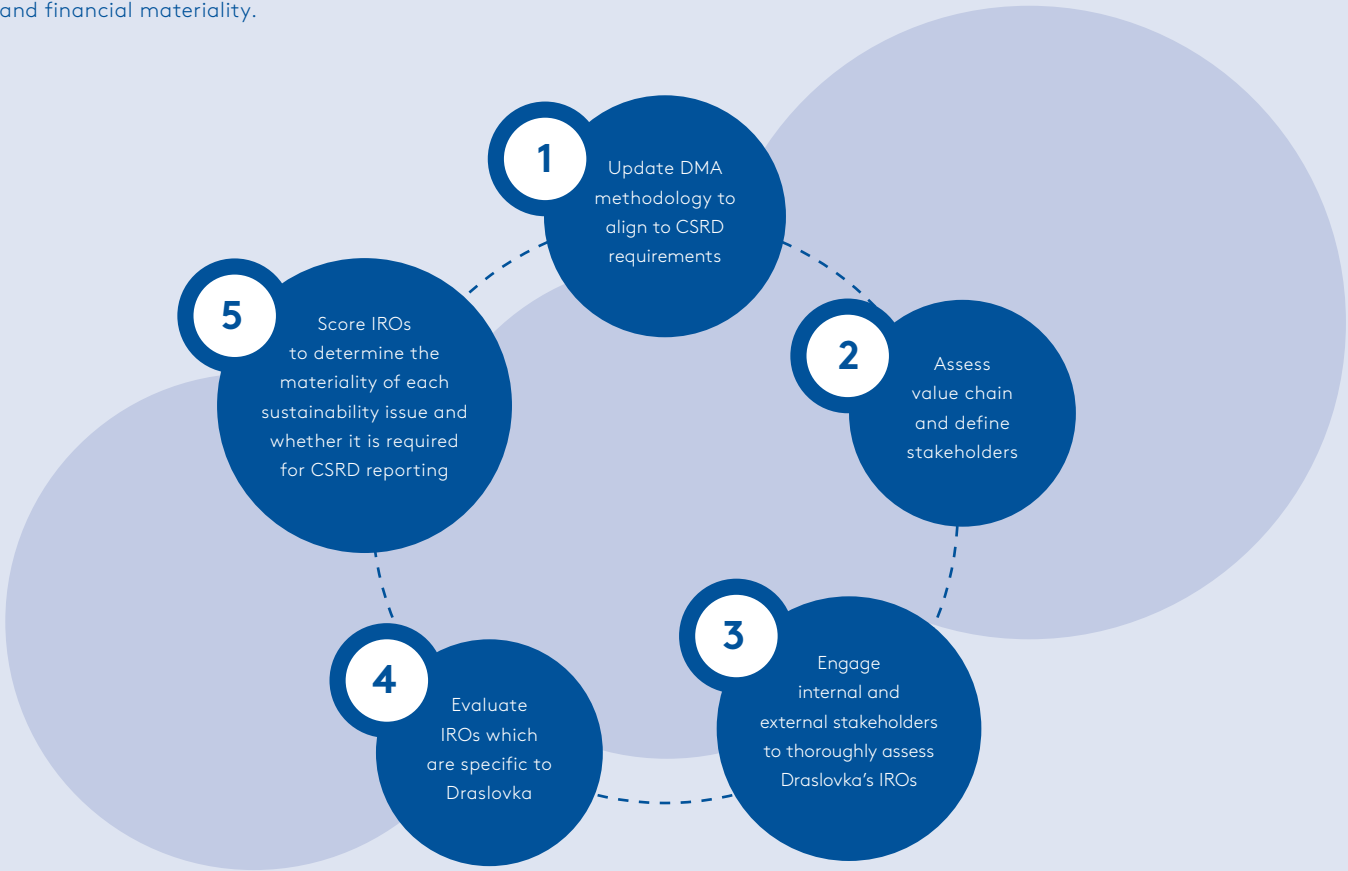 and financial materiality.
1
Update DMA
methodology to
align to CSRD
requirements
2
Assess
value chain
and define
stakeholders
3
Engage
internal and
external stakeholders
to thoroughly assess
Draslovka’s IROs
4
Evaluate
IROs which
are specific to
Draslovka
5
Score IROs
to determine the
materiality of each
sustainability issue and
whether it is required
for CSRD reporting